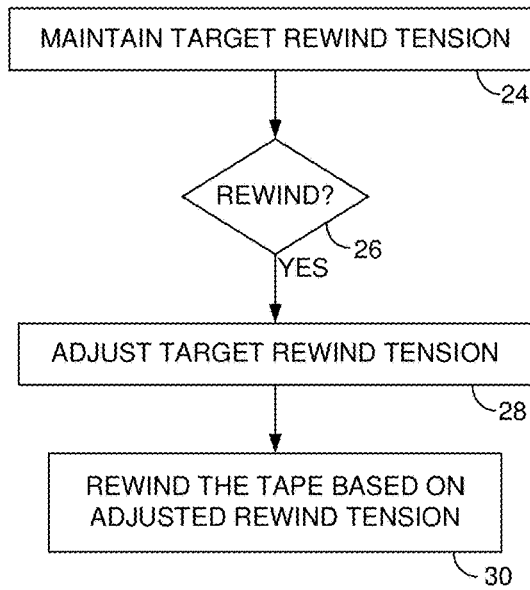 MAINTAIN TARGET REWIND TENSION
24
REWIND?
26
YES
ADJUST TARGET REWIND TENSION
28
REWIND THE TAPE BASED ON
ADJUSTED REWIND TENSION
30